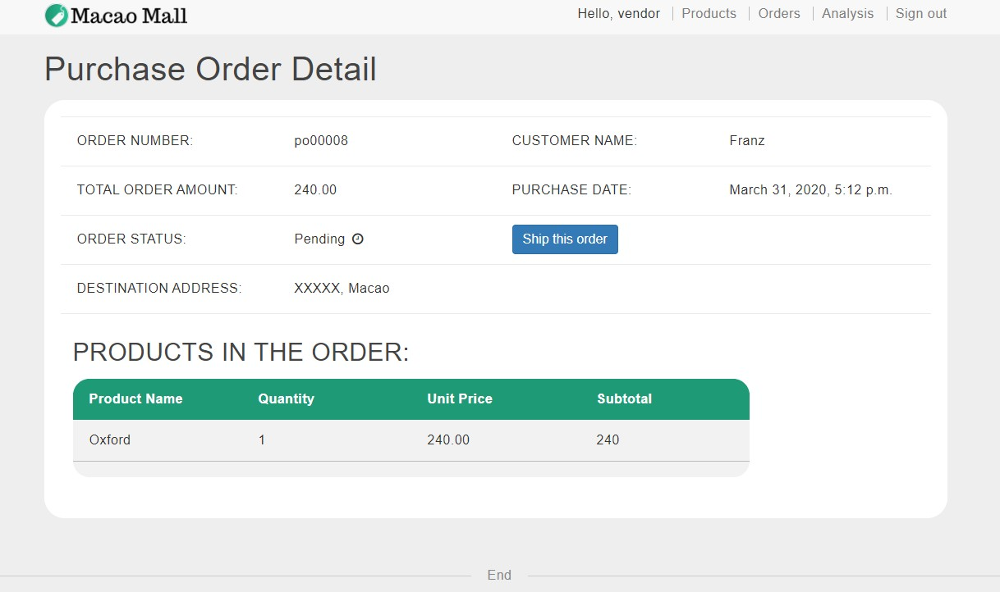 Macao Mall
Hello, vendor Products Orders Analysis Sign out
Purchase Order Detail
ORDER NUMBER: po00008 CUSTOMER NAME: Franz
TOTAL ORDER AMOUNT: 240.00 PURCHASE DATE: March 31, 2020, 5:12 p.m.
ORDER STATUS: Pending Ship this order
DESTINATION ADDRESS: XXXXX, Macao
PRODUCTS IN THE ORDER:
Product Name Quantity Unit Price Subtotal
Oxford 1 240.00 240
End